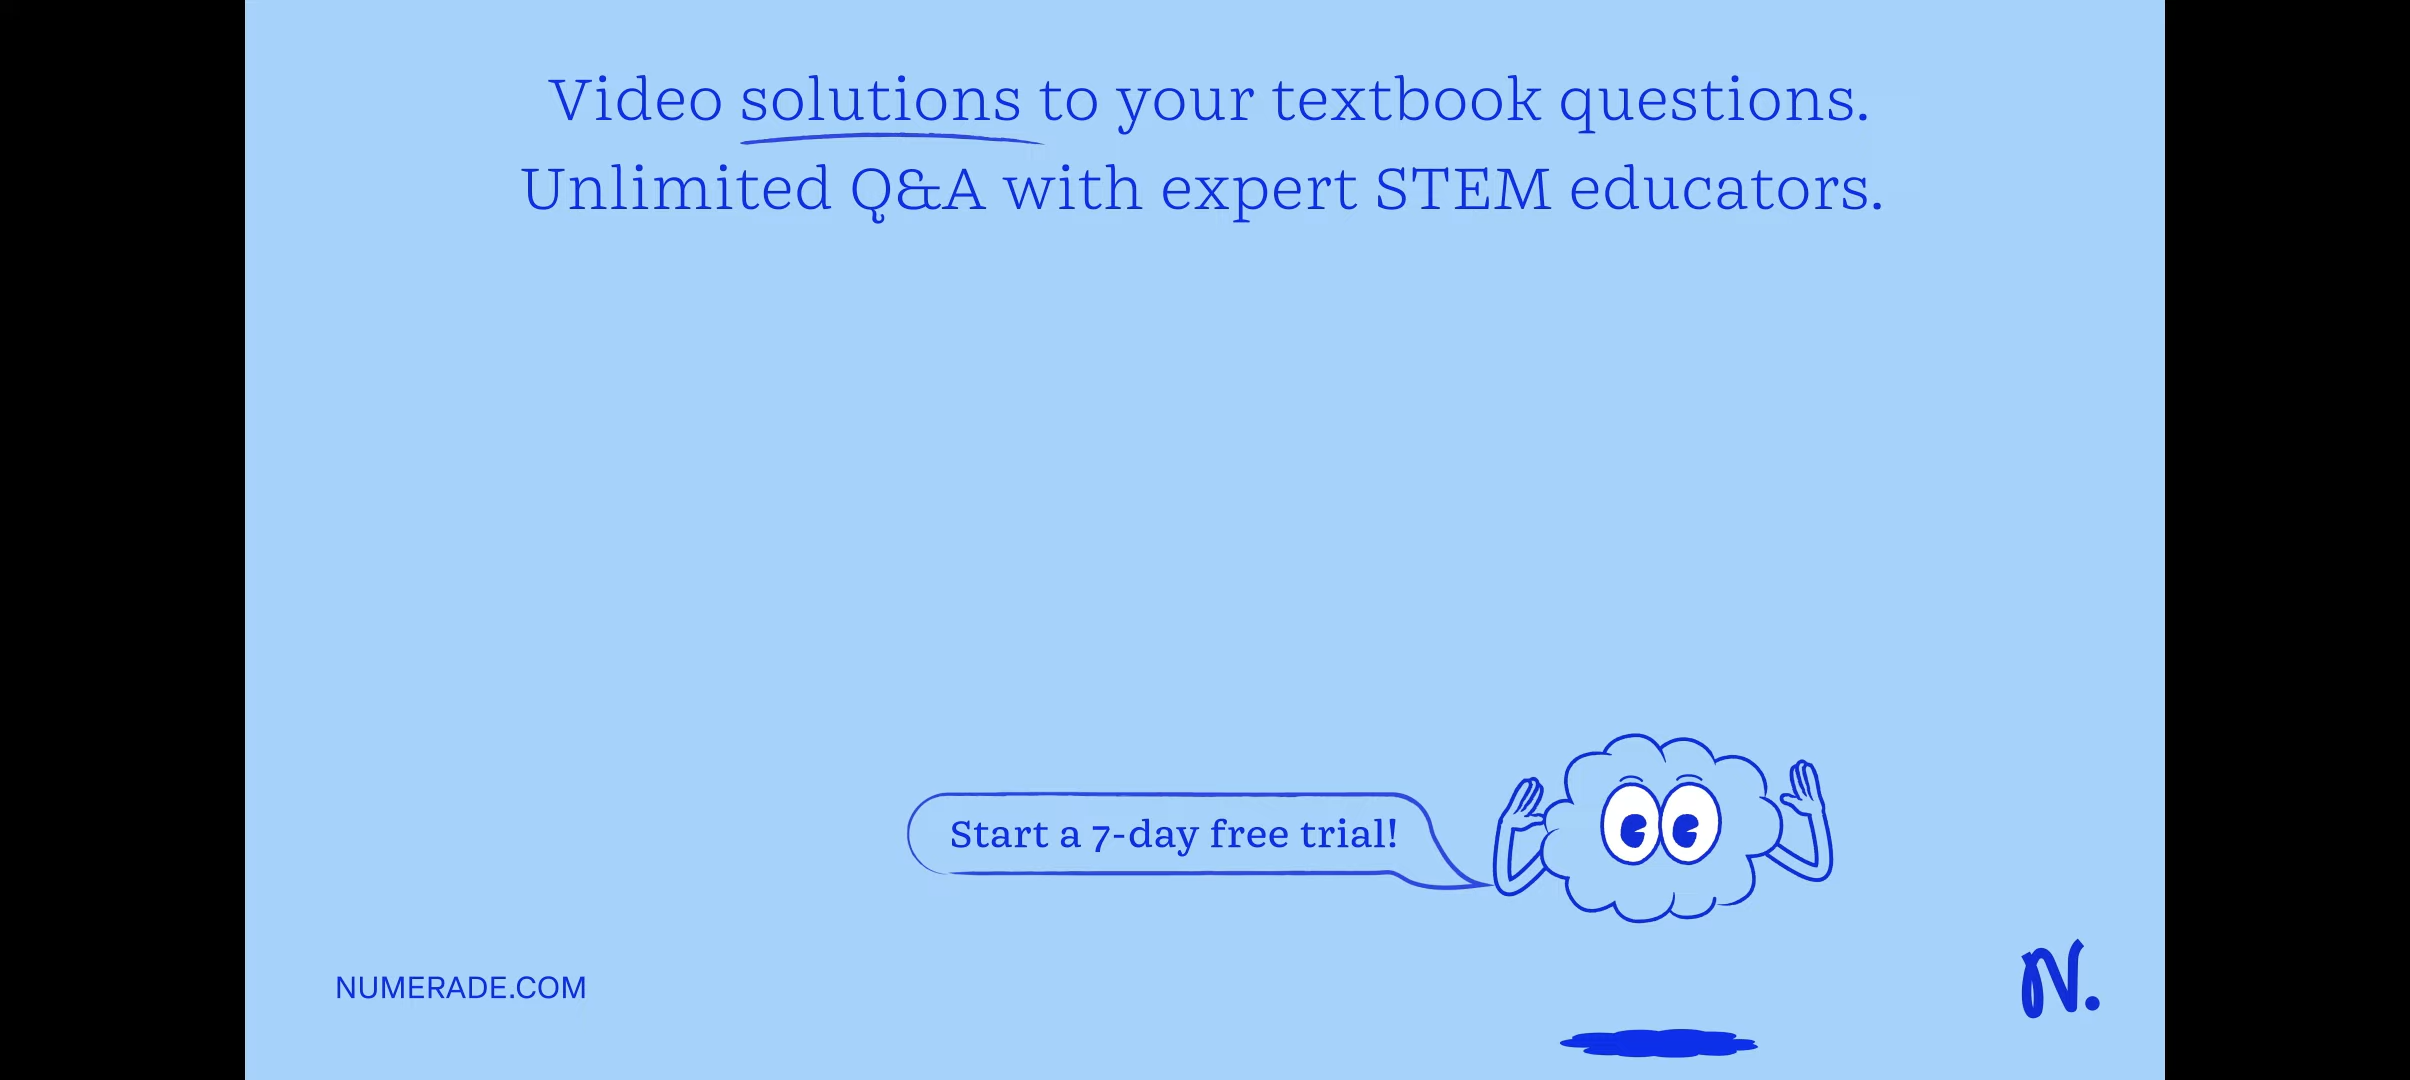 Video solutions to your textbook questions.
Unlimited Q&A with expert STEM educators.
Start a 7-day free trial!
NUMERADE.COM
N.